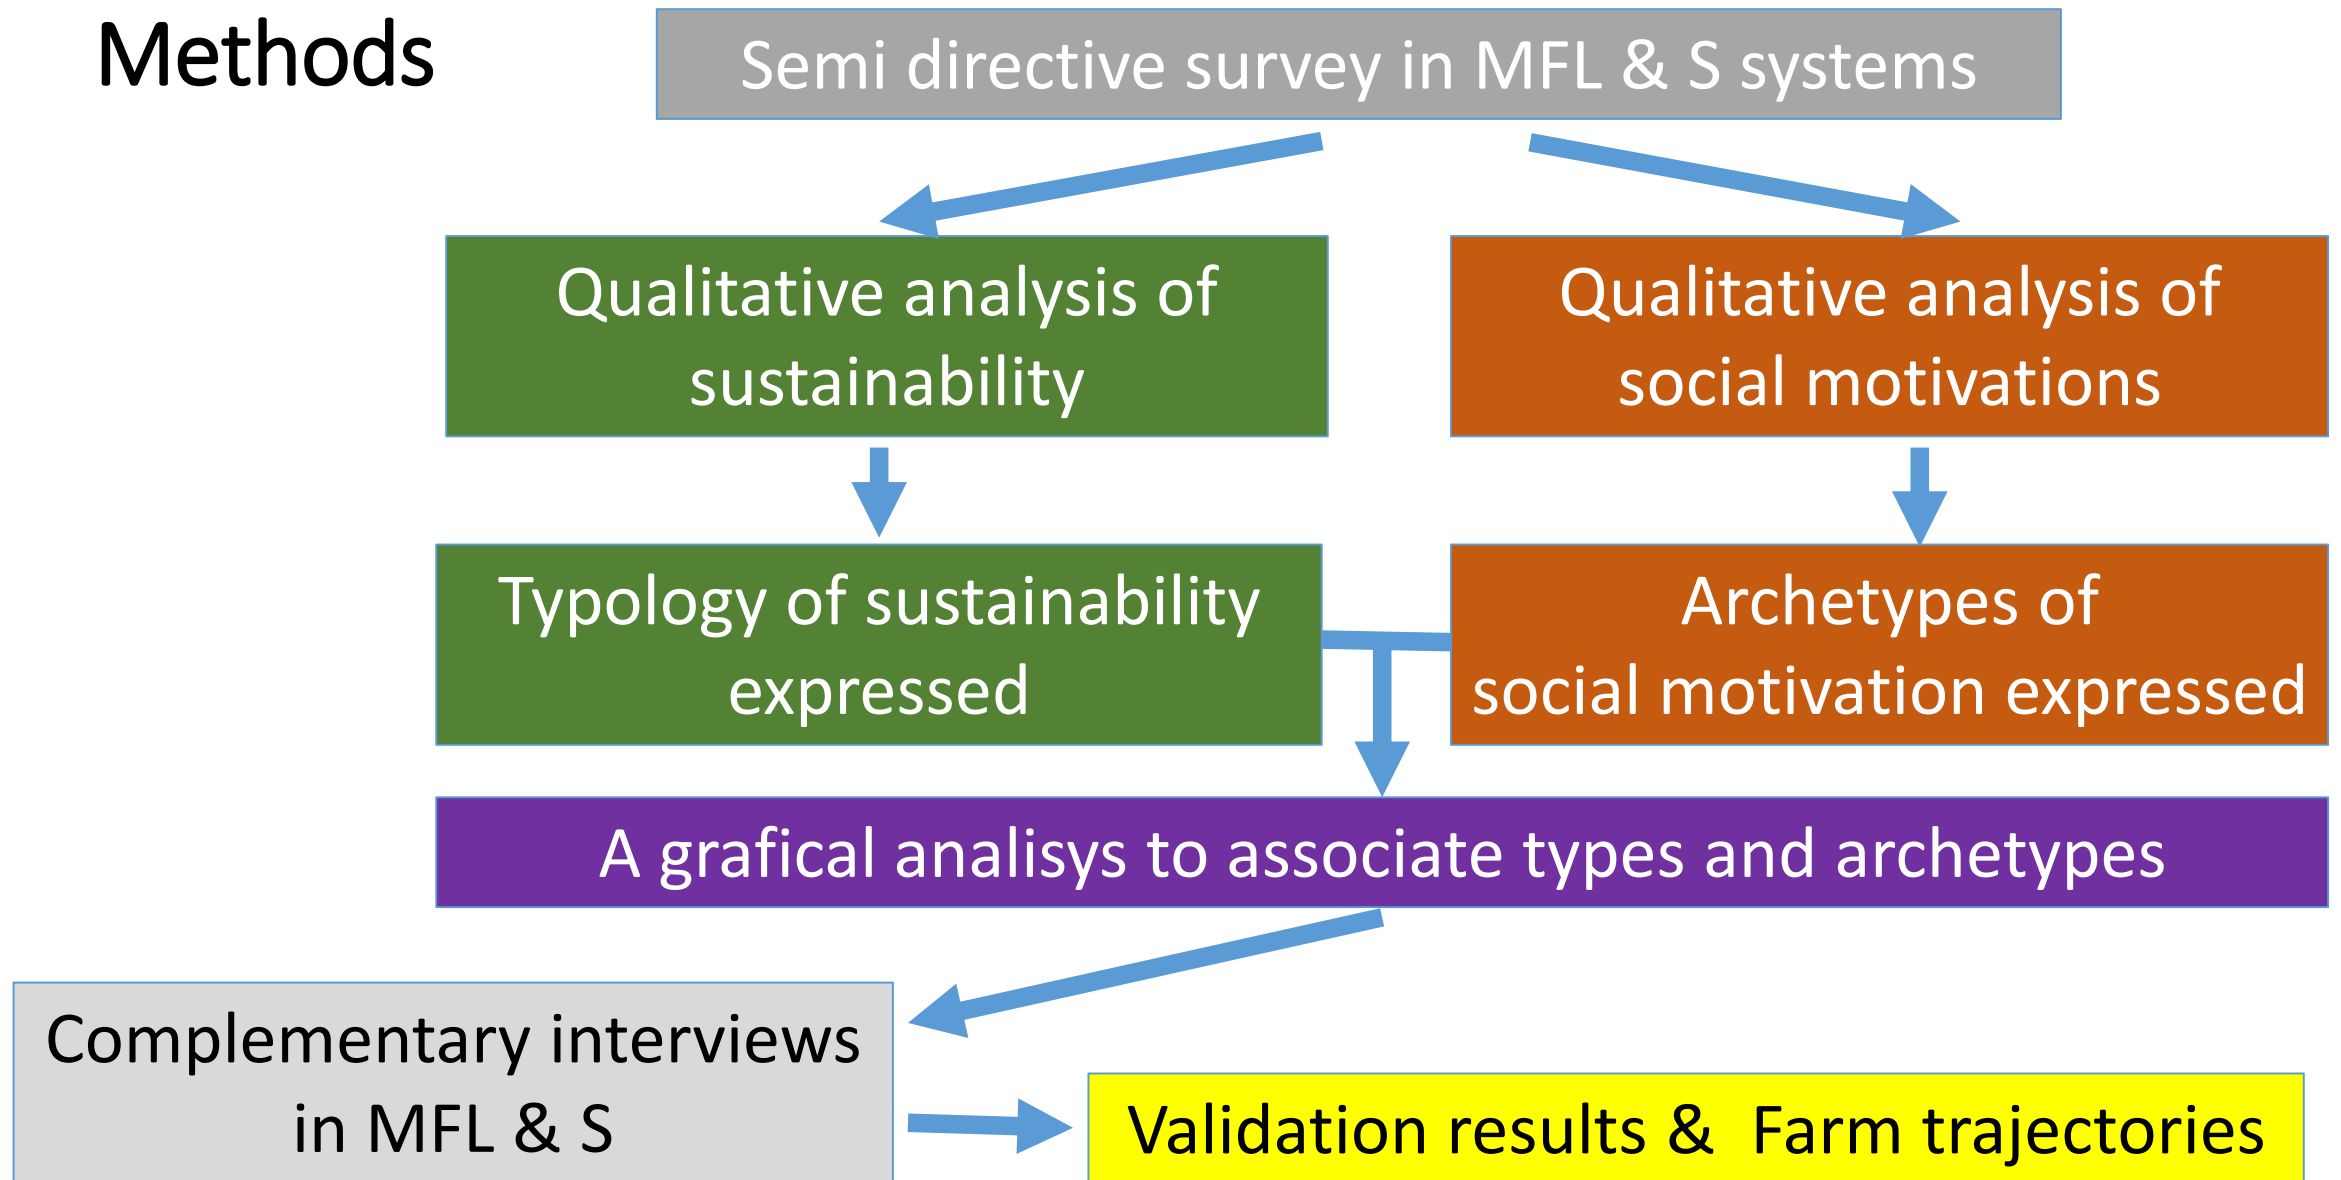 Methods
Semi directive survey in MFL & S systems
Qualitative analysis of
sustainability
Qualitative analysis of
social motivations
Typology of sustainability
expressed
Archetypes of
social motivation expressed
A grafical analisys to associate types and archetypes
Complementary interviews
in MFL & S
Validation results & Farm trajectories